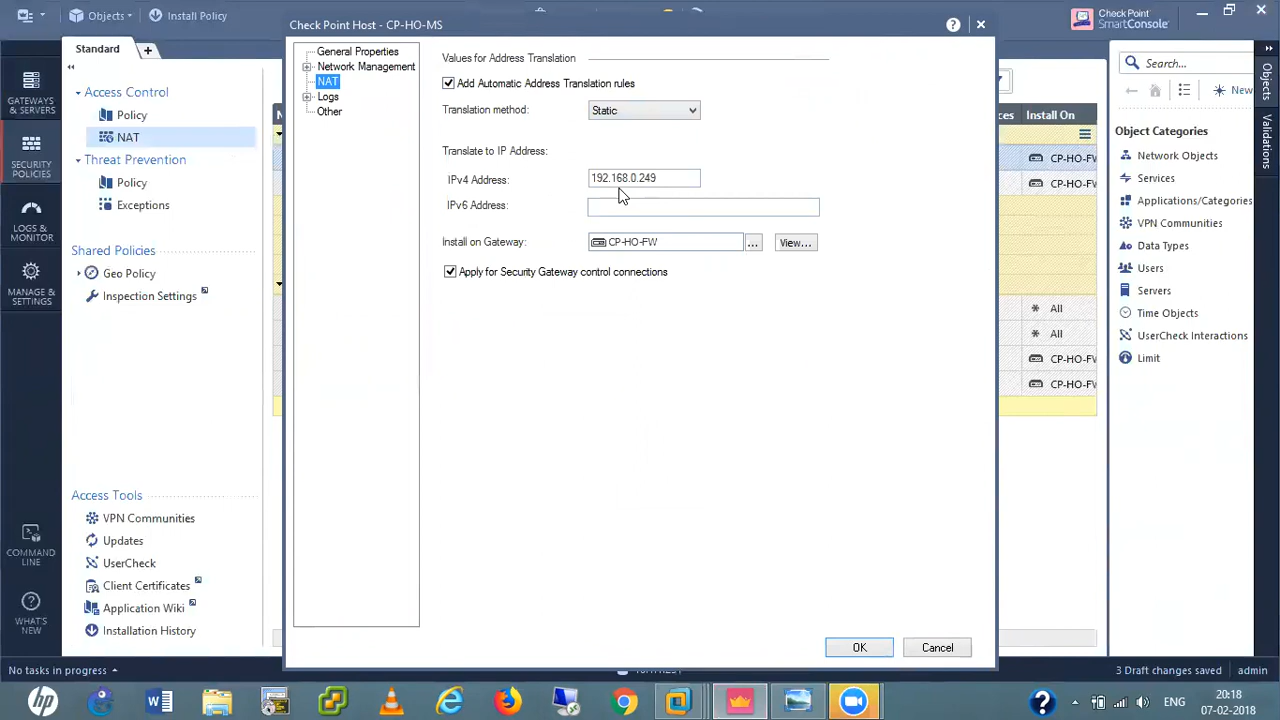 Objects
Install Policy
Check Point Host - CP-HO-MS
Check Point
SmartConsole
Standard
General Properties
Network Management
NAT
Logs
Other
Values for Address Translation
Add Automatic Address Translation rules
Translation method:
Static
Translate to IP Address:
IPv4 Address:
192.168.0.249
IPv6 Address:
Install on Gateway:
CP-HO-FW
...
View...
Apply for Security Gateway control connections
OK
Cancel
GATEWAYS
& SERVERS
SECURITY
POLICIES
LOGS &
MONITOR
MANAGE &
SETTINGS
COMMAND
LINE
WHAT'S
NEW
Access Control
Policy
NAT
Threat Prevention
Policy
Exceptions
Shared Policies
Geo Policy
Inspection Settings
Access Tools
VPN Communities
Updates
UserCheck
Client Certificates
Application Wiki
Installation History
Install On
CP-HO-FW
CP-HO-FW
All
All
CP-HO-FW
CP-HO-FW
Search...
New
Object Categories
Network Objects
Services
Applications/Categories
VPN Communities
Data Types
Users
Servers
Time Objects
UserCheck Interactions
Limit
Objects
Validations
No tasks in progress
3 Draft changes saved
admin
ENG
20:18
07-02-2018